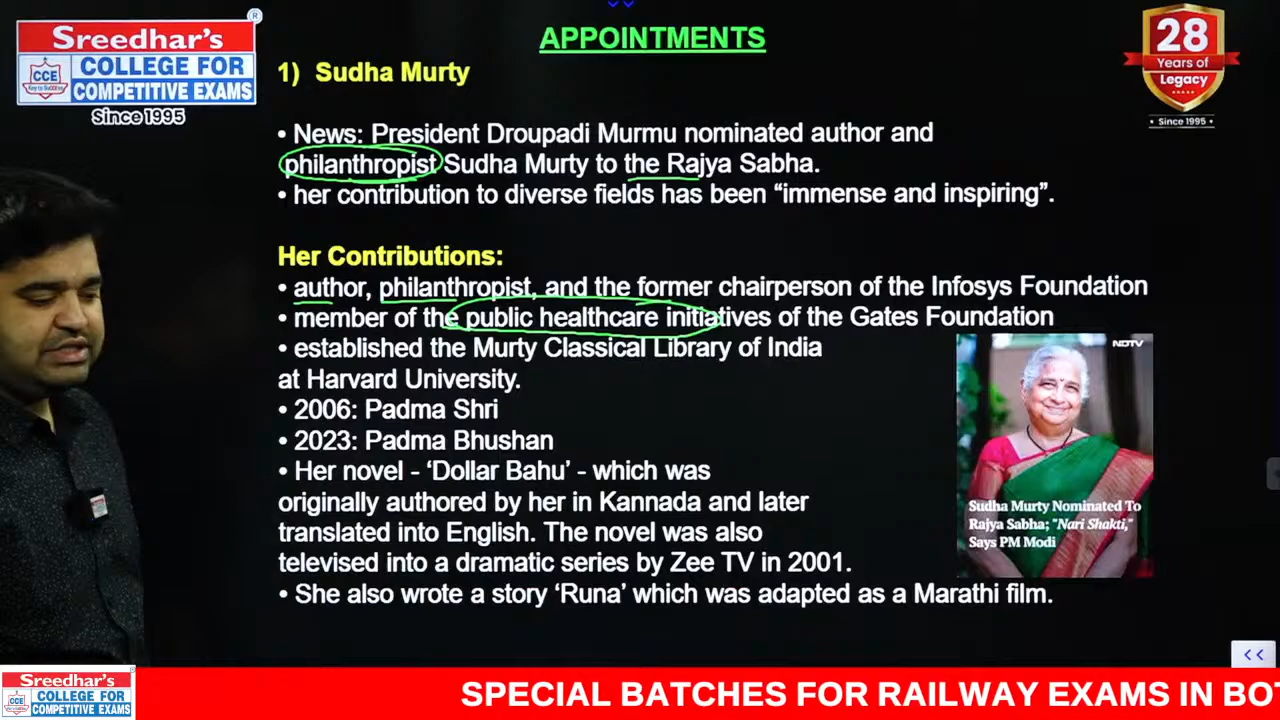 Sreedhar's
CCE
COLLEGE FOR
COMPETITIVE EXAMS
Since 1995
®
APPOINTMENTS
28
Years of
Legacy
• Since 1995 •
1) Sudha Murty
• News: President Droupadi Murmu nominated author and
philanthropist Sudha Murty to the Rajya Sabha.
• her contribution to diverse fields has been “immense and inspiring”.
Her Contributions:
• author, philanthropist, and the former chairperson of the Infosys Foundation
• member of the public healthcare initiatives of the Gates Foundation
• established the Murty Classical Library of India
at Harvard University.
• 2006: Padma Shri
• 2023: Padma Bhushan
• Her novel - ‘Dollar Bahu’ - which was
originally authored by her in Kannada and later
translated into English. The novel was also
televised into a dramatic series by Zee TV in 2001.
• She also wrote a story ‘Runa’ which was adapted as a Marathi film.
NDTV
Sudha Murty Nominated To
Rajya Sabha; "Nari Shakti,"
Says PM Modi
<<
Sreedhar's
CCE
COLLEGE FOR
COMPETITIVE EXAMS
SPECIAL BATCHES FOR RAILWAY EXAMS IN BOT